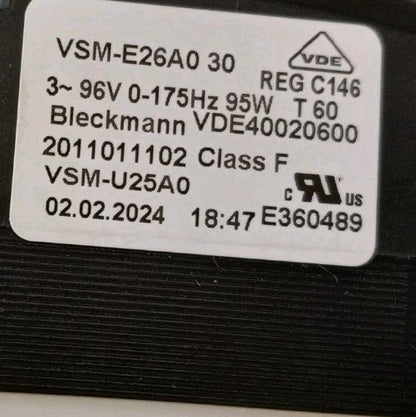 VSM-E26A0 30
VDE
REG C146
3~ 96V 0-175Hz 95W T 60
Bleckmann VDE40020600
2011011102 Class F
VSM-U25A0
c RU us
02.02.2024 18:47 E360489